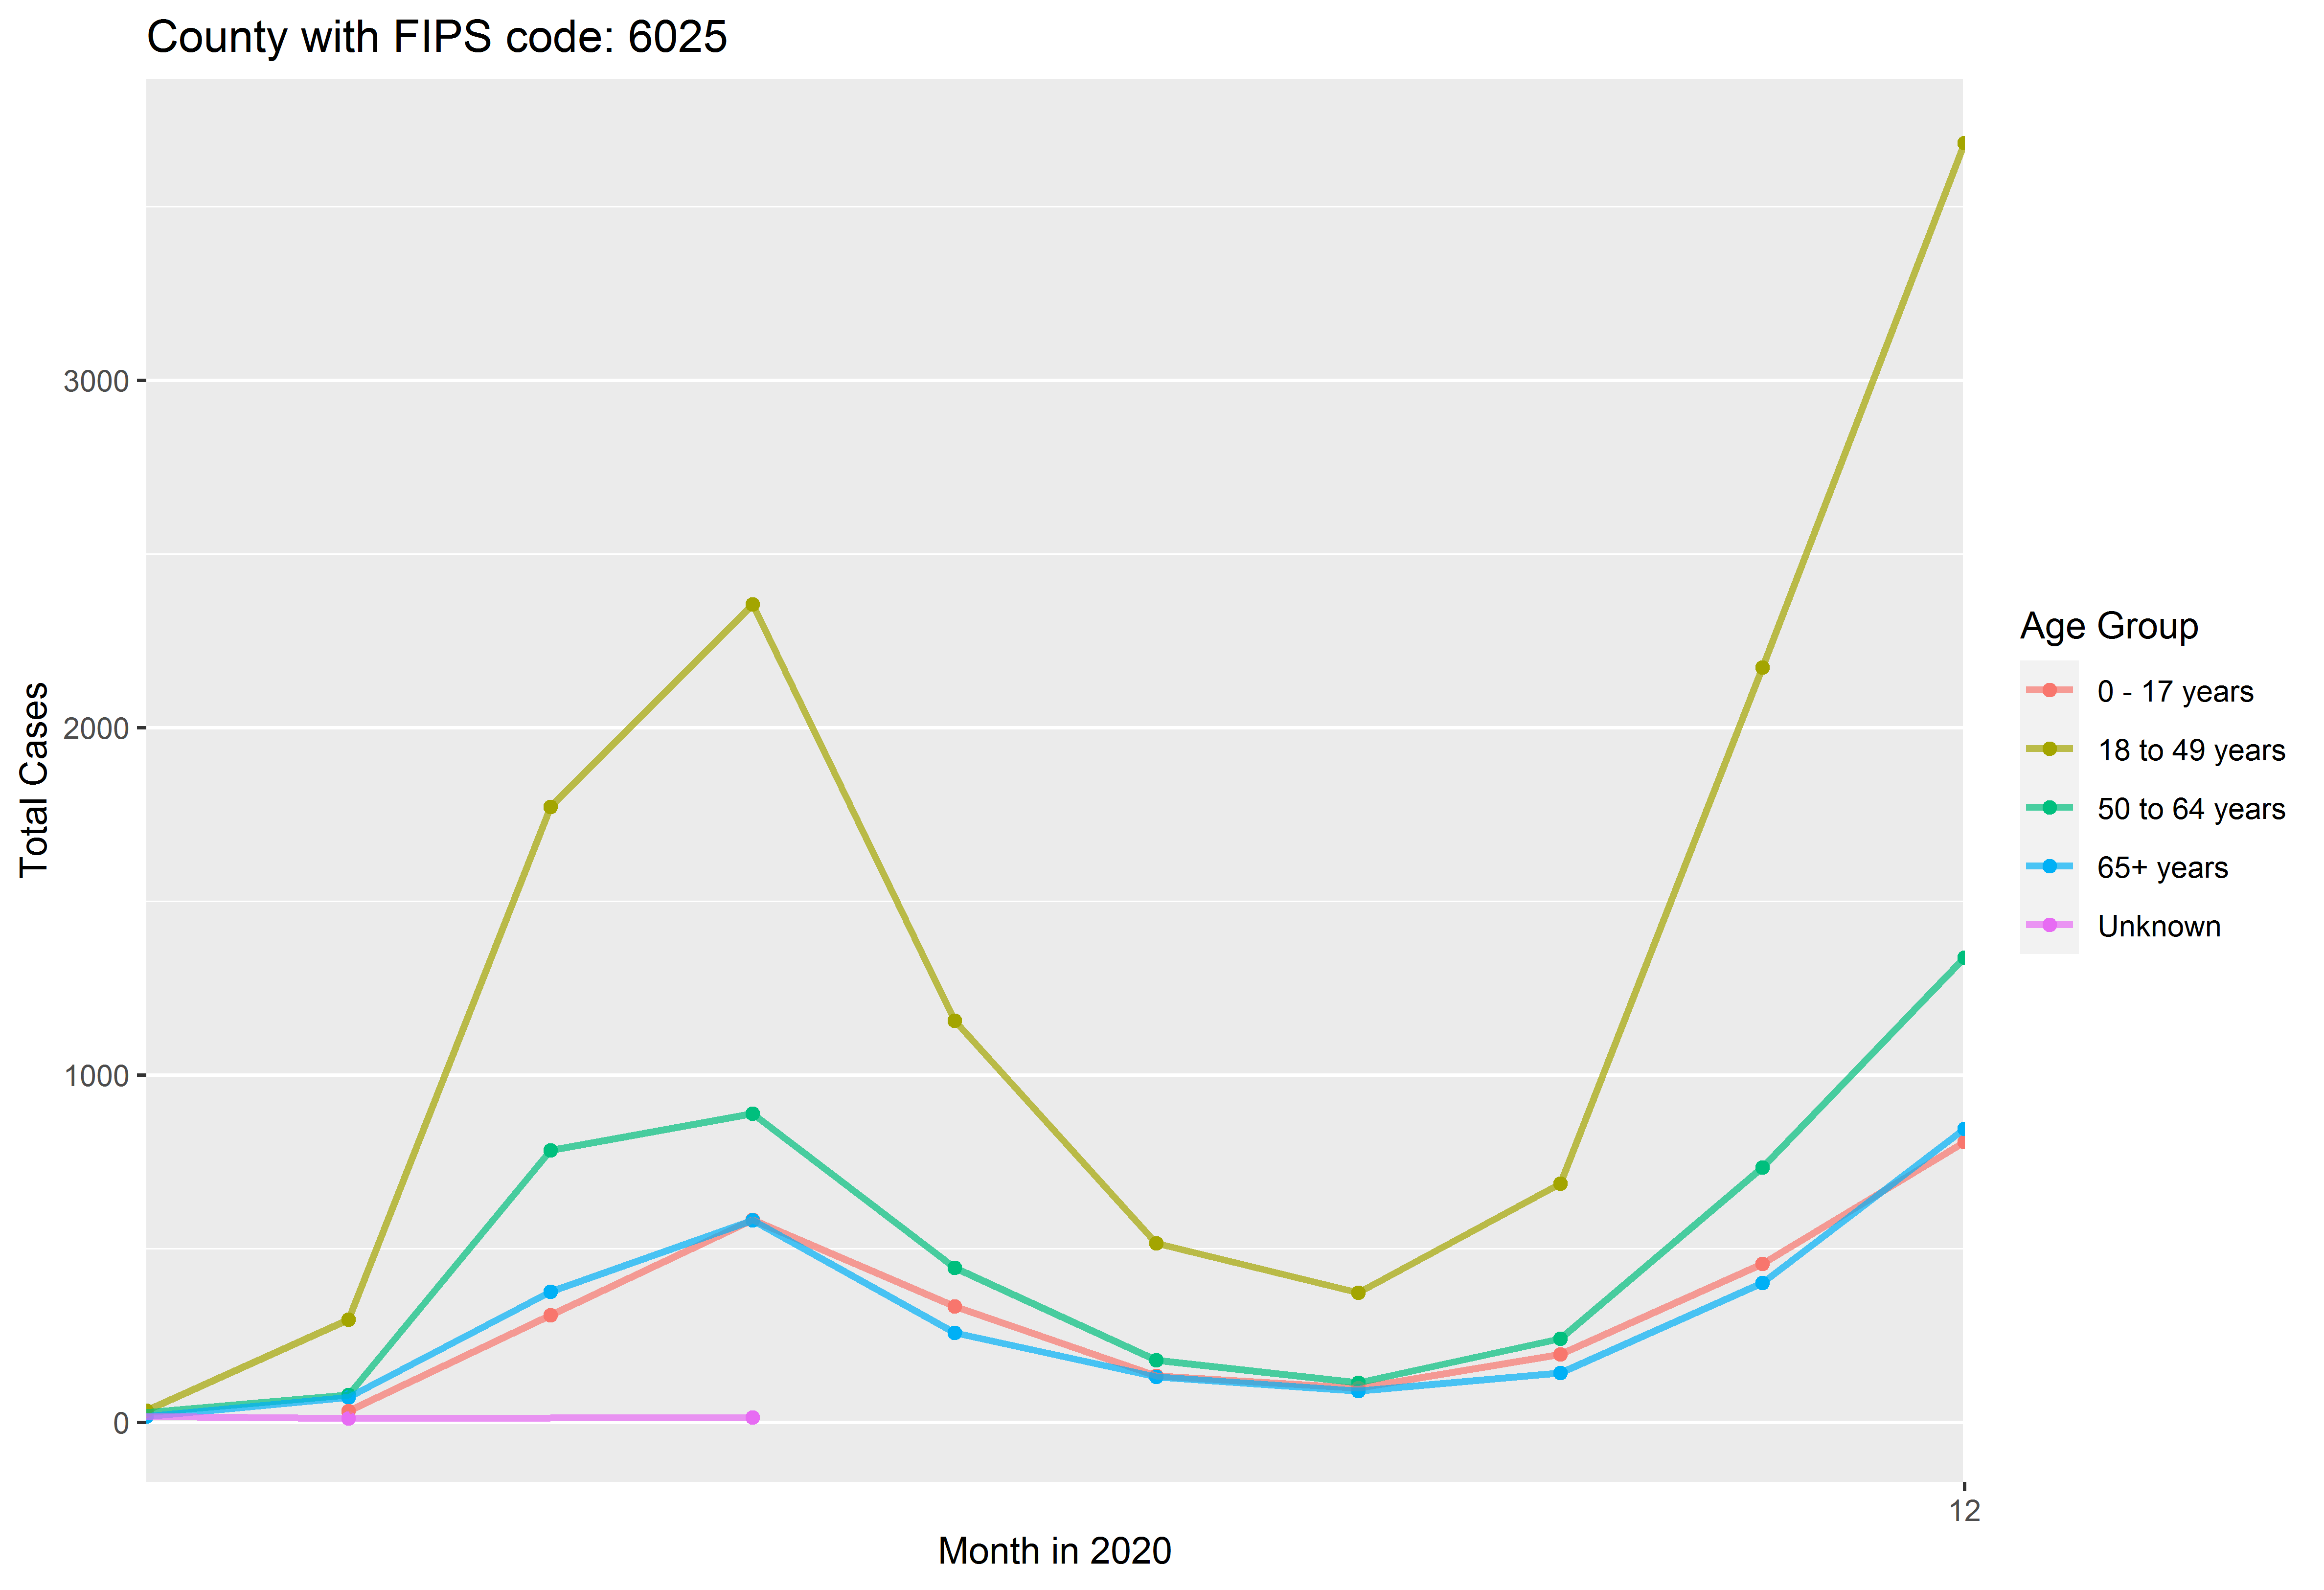 County with FIPS code: 6025
Total Cases
3000
2000
1000
0
12
Month in 2020
Age Group
0 - 17 years
18 to 49 years
50 to 64 years
65+ years
Unknown